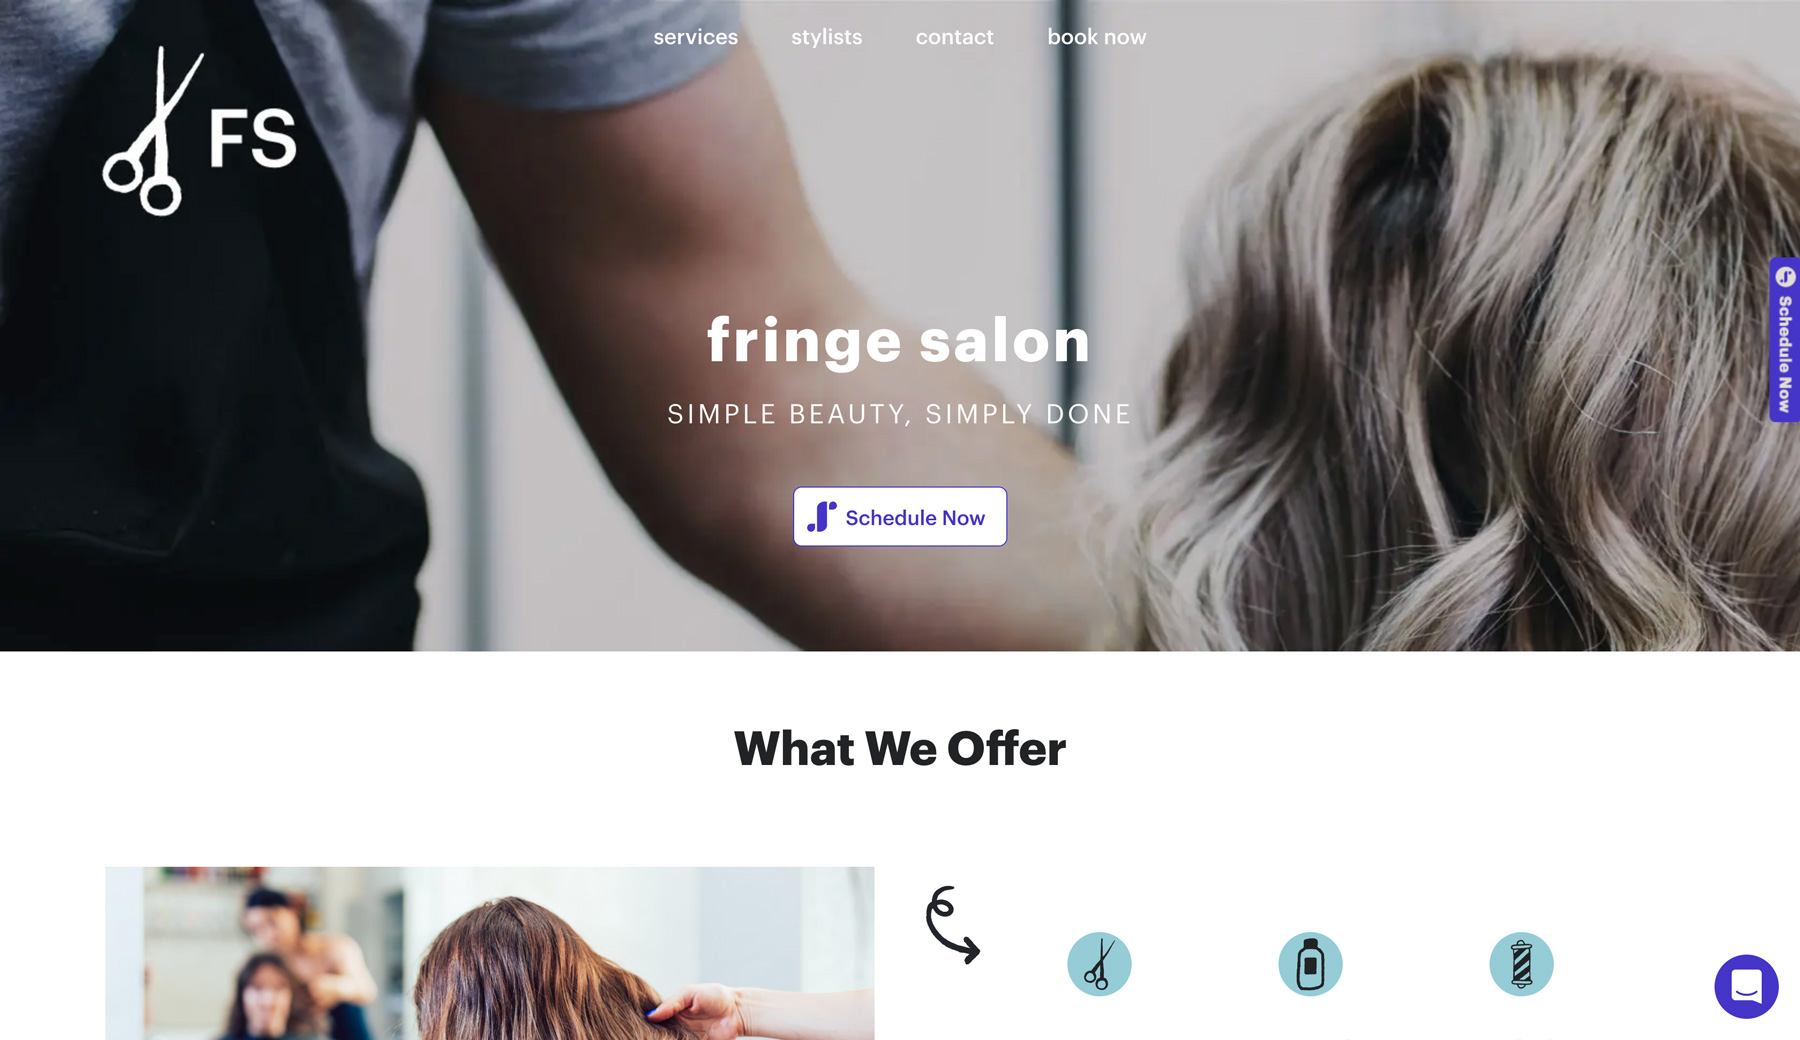 services stylists contact book now
FS
fringe salon
SIMPLE BEAUTY, SIMPLY DONE
Schedule Now
Schedule Now
What We Offer